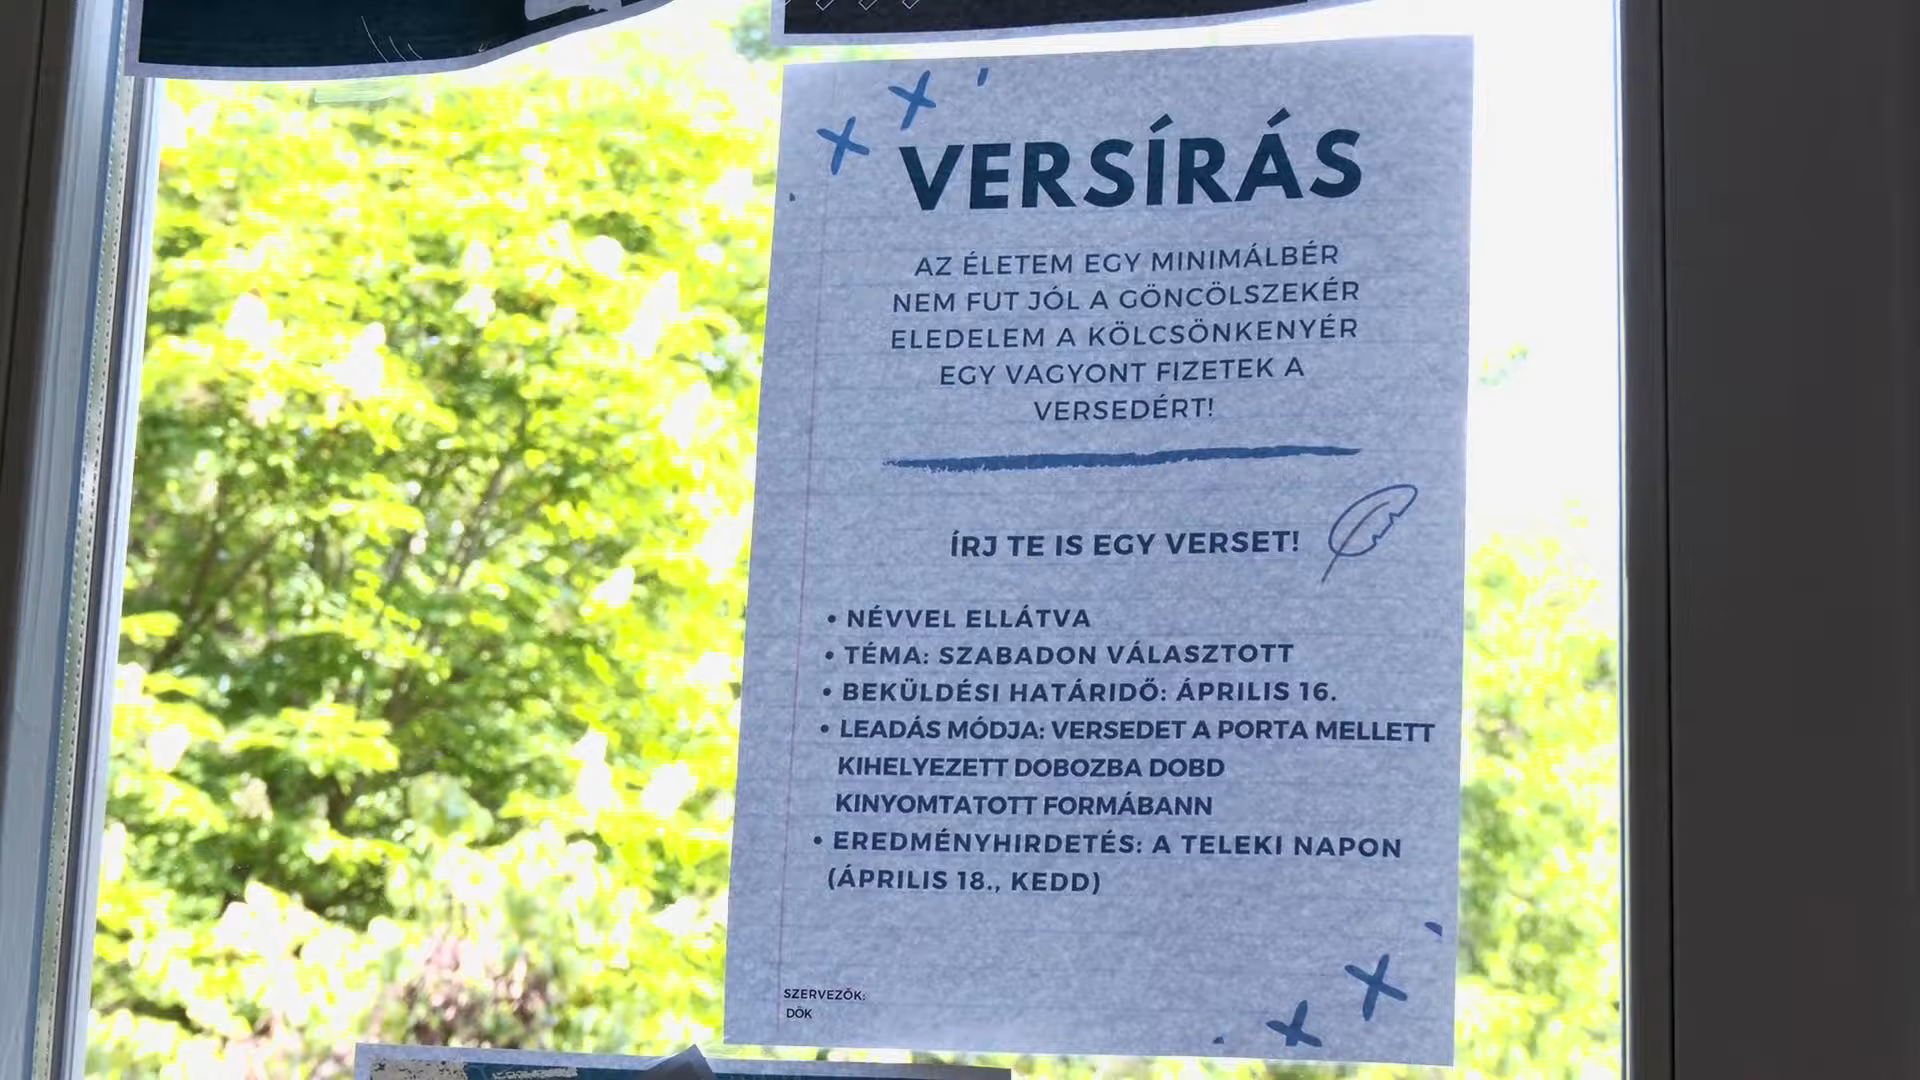 VERSÍRÁS
AZ ÉLETEM EGY MINIMÁLBÉR
NEM FUT JÓL A GÖNCÖLSZEKÉR
ELEDELEM A KÖLCSÖNKENYÉR
EGY VAGYONT FIZETEK A
VERSEDÉRT!
ÍRJ TE IS EGY VERSET!
• NÉVVEL ELLÁTVA
• TÉMA: SZABADON VÁLASZTOTT
• BEKÜLDÉSI HATÁRIDŐ: ÁPRILIS 16.
• LEADÁS MÓDJA: VERSEDET A PORTA MELLETT
KIHELYEZETT DOBOZBA DOBD
KINYOMTATOTT FORMÁBANN
• EREDMÉNYHIRDETÉS: A TELEKI NAPON
(ÁPRILIS 18., KEDD)
SZERVEZŐK:
DÖK